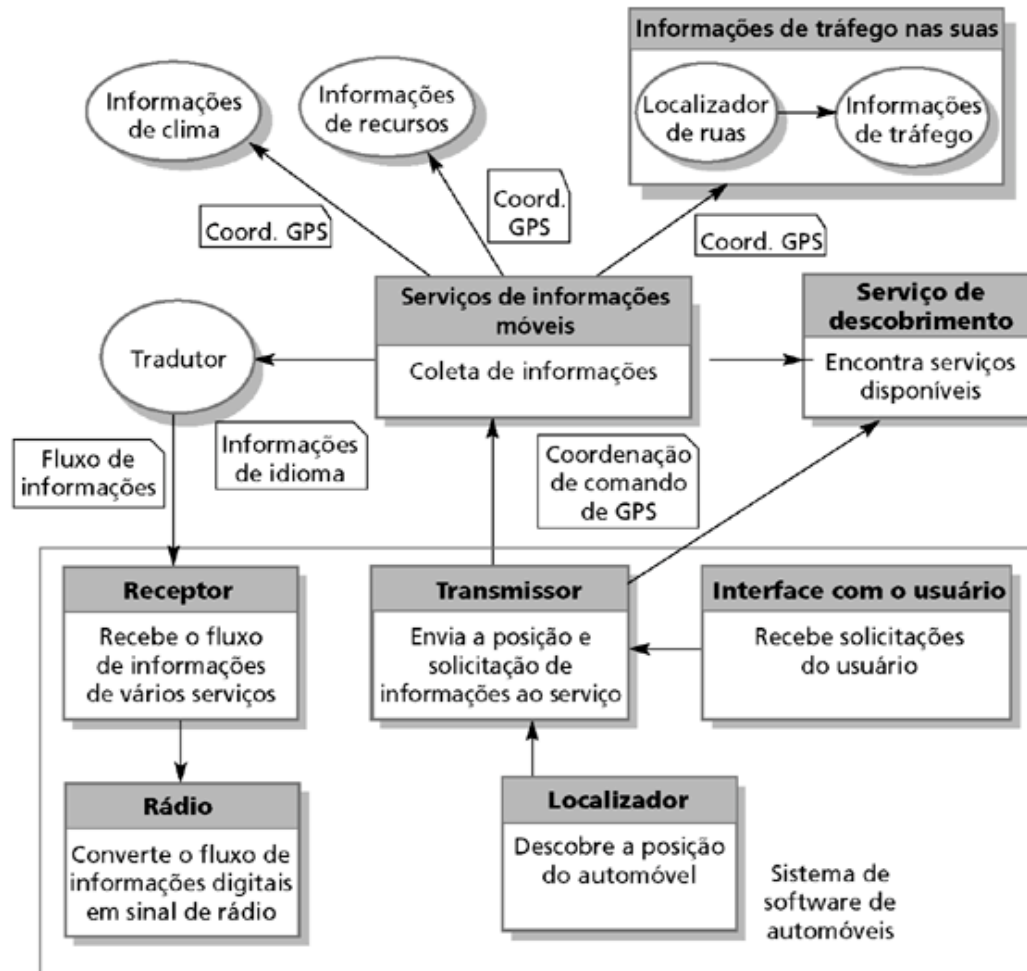 Informações de tráfego nas suas
Localizador
de ruas
Informações
de tráfego
Informações
de clima
Informações
de recursos
Coord. GPS
Coord.
GPS
Coord. GPS
Serviços de informações
móveis
Coleta de informações
Serviço de
descobrimento
Encontra serviços
disponíveis
Tradutor
Fluxo de
informações
Informações
de idioma
Coordenação
de comando
de GPS
Receptor
Recebe o fluxo
de informações
de vários serviços
Transmissor
Envia a posição e
solicitação de
informações ao serviço
Interface com o usuário
Recebe solicitações
do usuário
Rádio
Converte o fluxo de
informações digitais
em sinal de rádio
Localizador
Descobre a posição
do automóvel
Sistema de
software de
automóveis